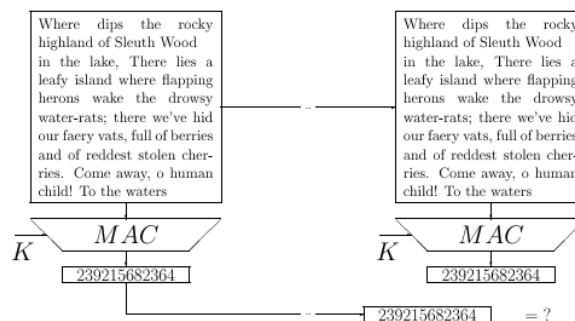 Where dips the rocky
highland of Sleuth Wood
in the lake, There lies a
leafy island where flapping
herons wake the drowsy
water-rats; there we've hid
our faery vats, full of berries
and of reddest stolen cher-
ries. Come away, o human
child! To the waters
K
MAC
239215682364
Where dips the rocky
highland of Sleuth Wood
in the lake, There lies a
leafy island where flapping
herons wake the drowsy
water-rats; there we've hid
our faery vats, full of berries
and of reddest stolen cher-
ries. Come away, o human
child! To the waters
K
MAC
239215682364
239215682364 = ?